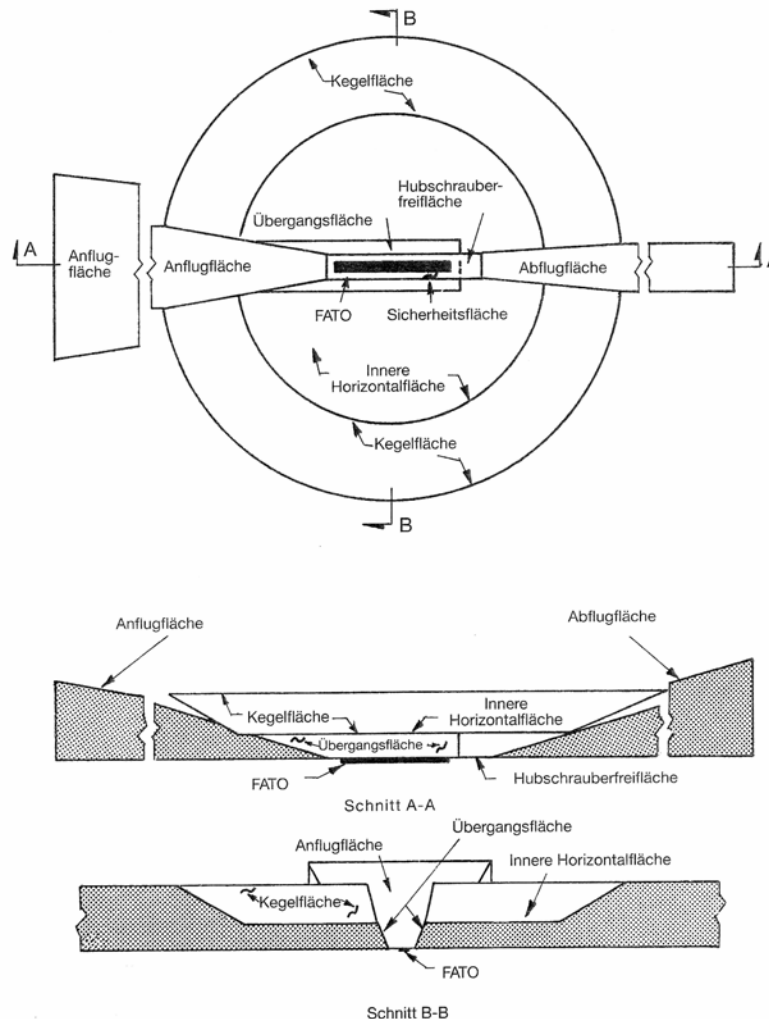 B
Kegelfläche
Hubschrauber-
freifläche
Übergangsfläche
A
Anflug-
fläche
Anflugfläche
Abflugfläche
FATO
Sicherheitsfläche
Innere
Horizontalfläche
Kegelfläche
B
Anflugfläche
Abflugfläche
Kegelfläche
Innere
Horizontalfläche
Übergangsfläche
FATO
Hubschrauberfreifläche
Schnitt A-A
Übergangsfläche
Anflugfläche
Innere Horizontalfläche
Kegelfläche
FATO
Schnitt B-B